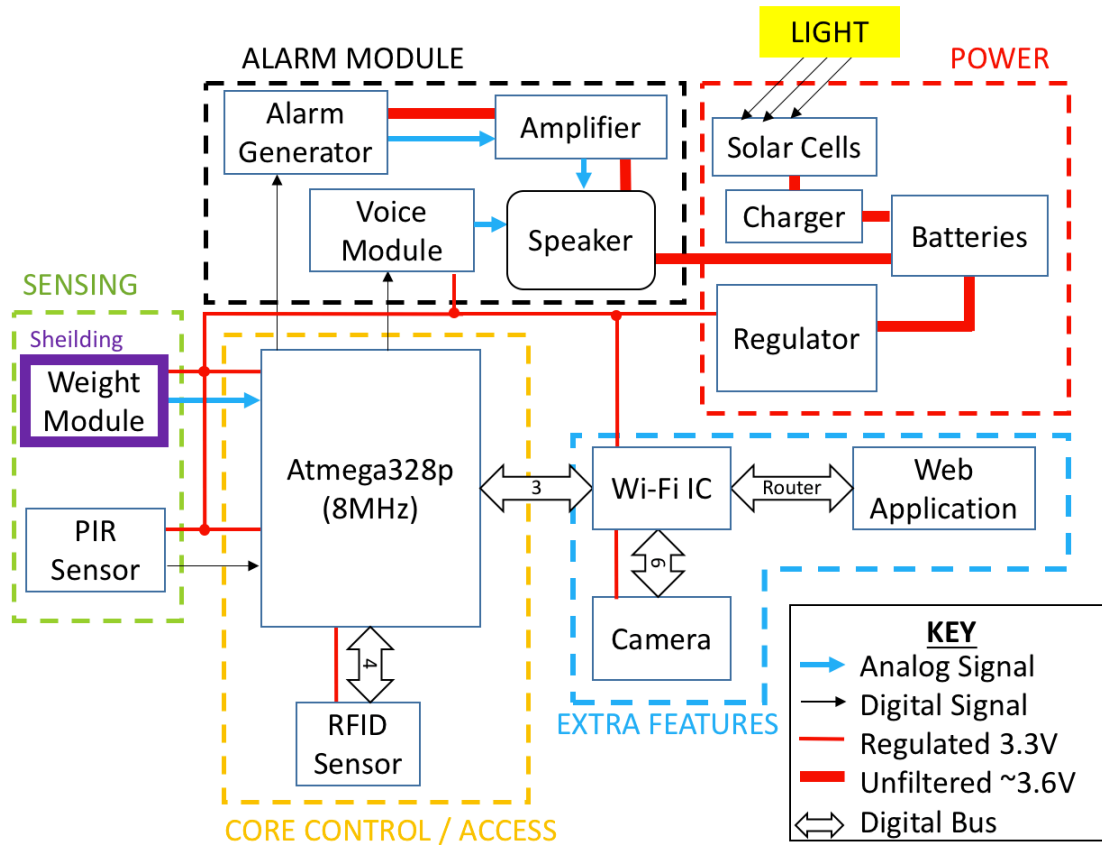 LIGHT
ALARM MODULE
POWER
Alarm
Generator
Amplifier
Solar Cells
Voice
Module
Speaker
Charger
Batteries
SENSING
Sheilding
Weight
Module
Regulator
Atmega328p
(8MHz)
3
Wi-Fi IC
Router
Web
Application
PIR
Sensor
6
Camera
4
RFID
Sensor
EXTRA FEATURES
CORE CONTROL / ACCESS
KEY
Analog Signal
Digital Signal
Regulated 3.3V
Unfiltered ~3.6V
Digital Bus